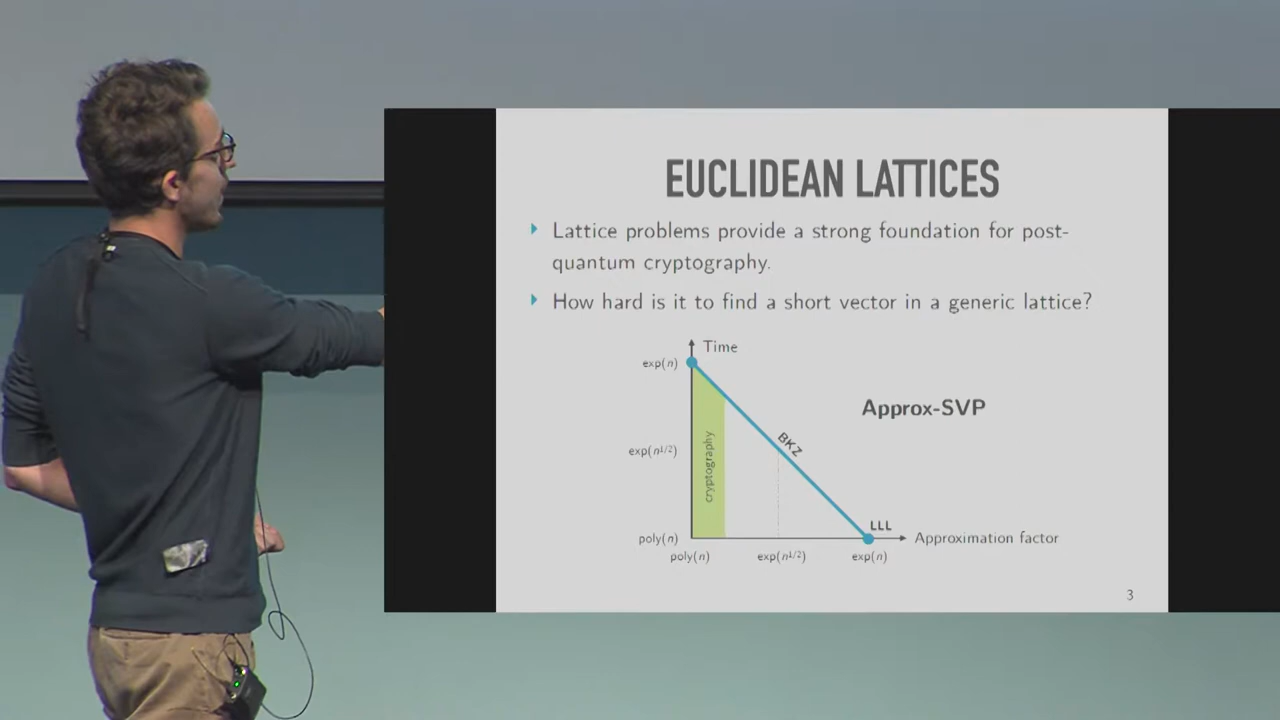 EUCLIDEAN LATTICES
Lattice problems provide a strong foundation for post-
quantum cryptography.
How hard is it to find a short vector in a generic lattice?
Time
exp(n)
Approx-SVP
BKZ
exp(n^1/2)
cryptography
LLL
poly(n)
Approximation factor
poly(n)
exp(n^1/2)
exp(n)
3